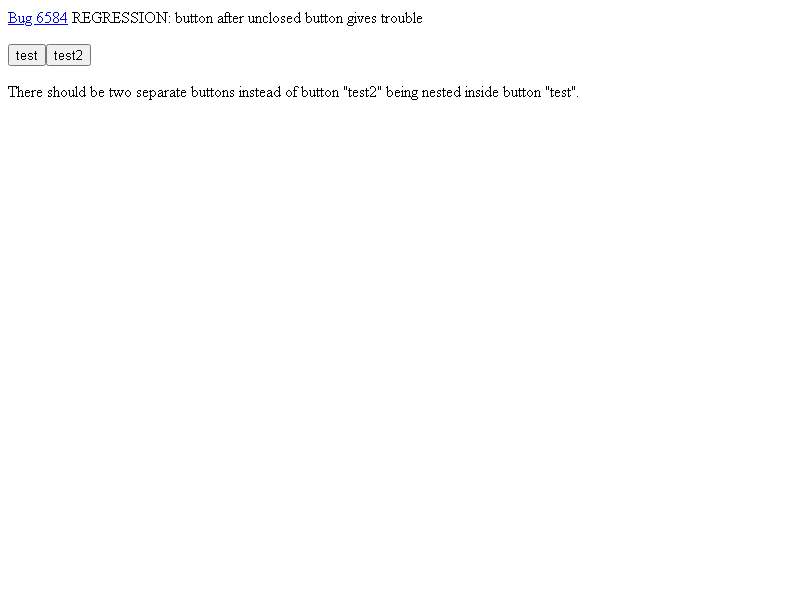 Bug 6584 REGRESSION: button after unclosed button gives trouble
test test2
There should be two separate buttons instead of button "test2" being nested inside button "test".